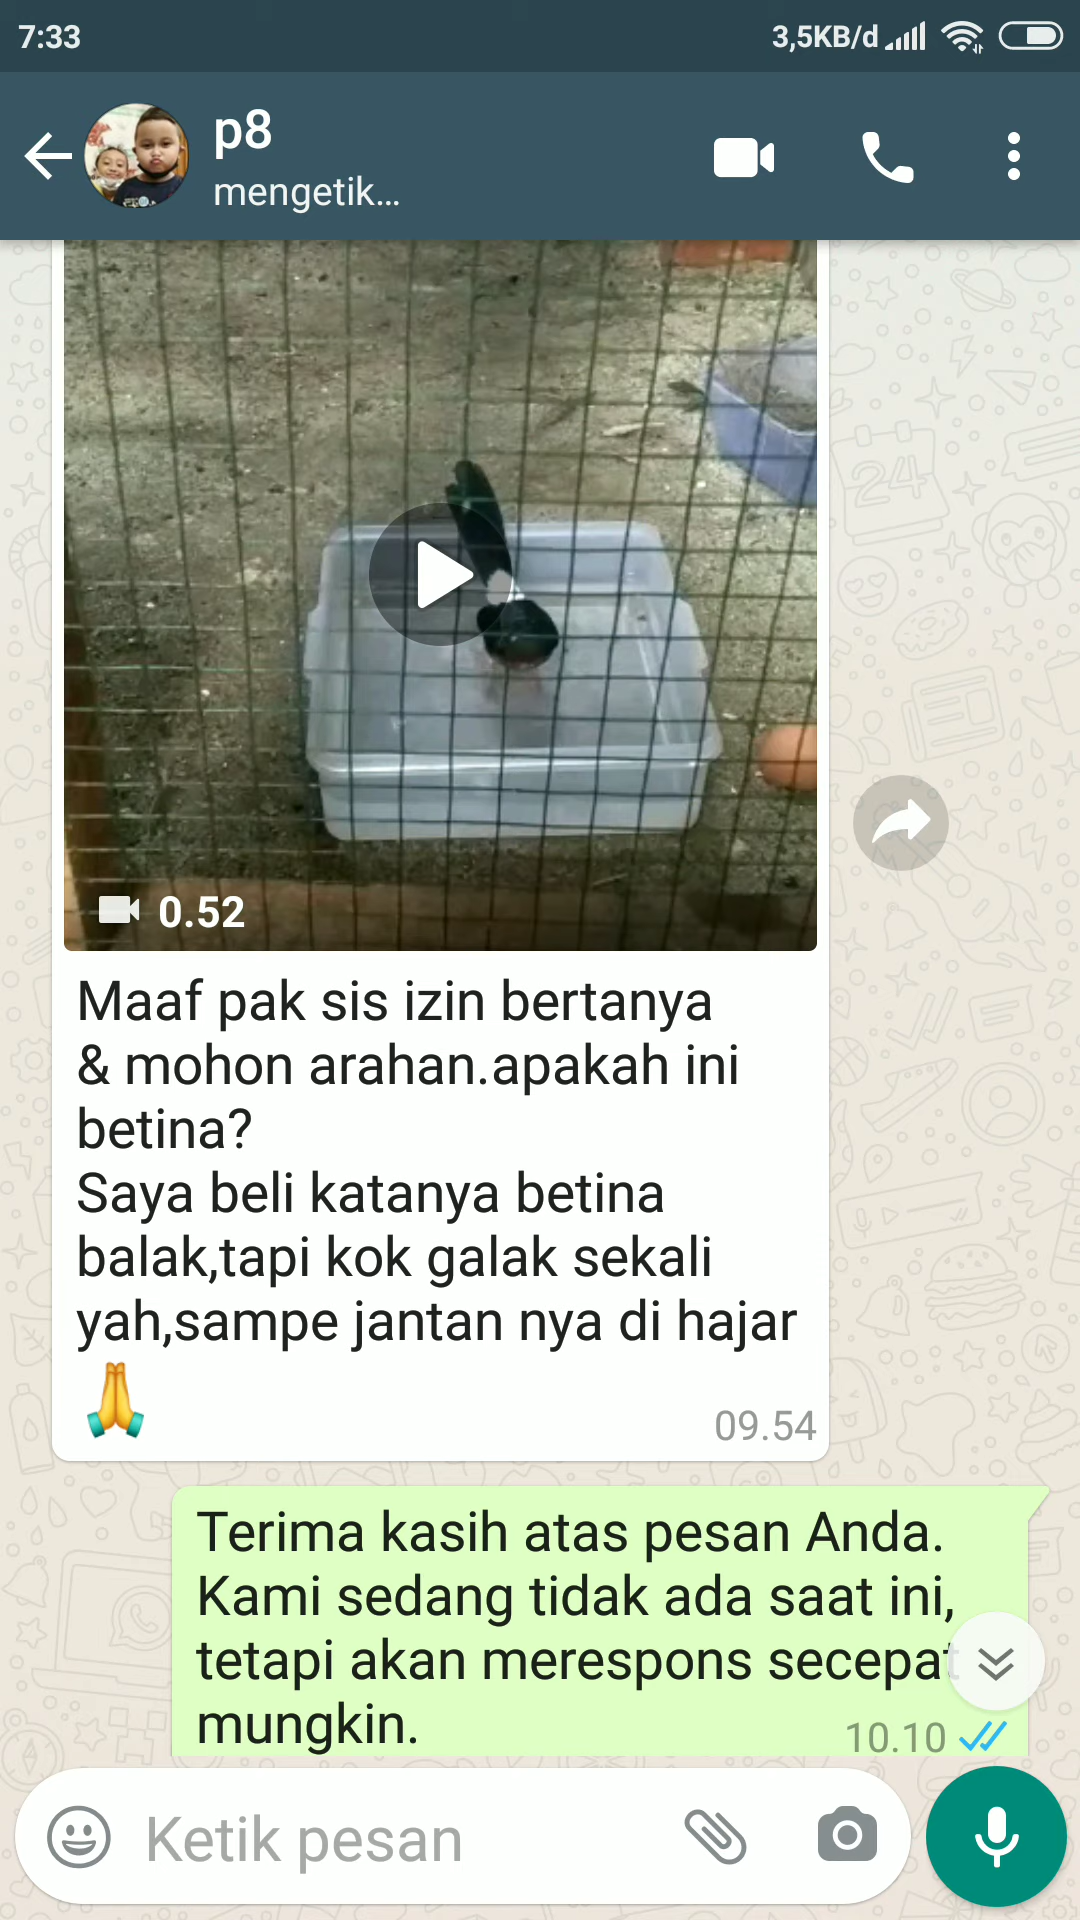 7:33
3,5KB/d
p8
mengetik...
0.52
Maaf pak sis izin bertanya
& mohon arahan.apakah ini
betina?
Saya beli katanya betina
balak,tapi kok galak sekali
yah,sampe jantan nya di hajar
🙏
09.54
Terima kasih atas pesan Anda.
Kami sedang tidak ada saat ini,
tetapi akan merespons secepat
mungkin.
10.10
Ketik pesan